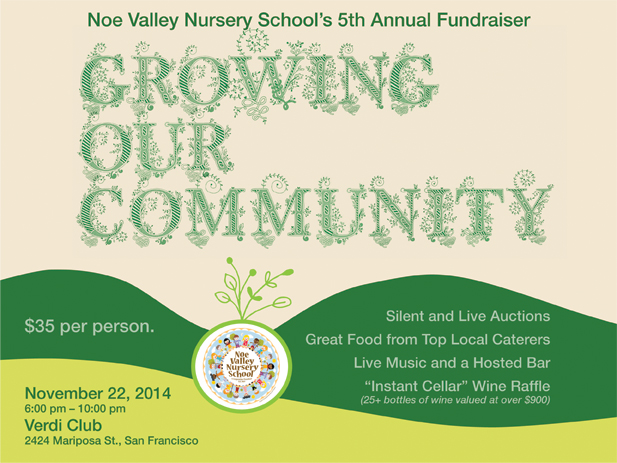 Noe Valley Nursery School's 5th Annual Fundraiser
GROWING
OUR
COMMUNITY
$35 per person.
Noe
Valley
Nursery
School
November 22, 2014
6:00 pm – 10:00 pm
Verdi Club
2424 Mariposa St., San Francisco
Silent and Live Auctions
Great Food from Top Local Caterers
Live Music and a Hosted Bar
“Instant Cellar” Wine Raffle
(25+ bottles of wine valued at over $900)